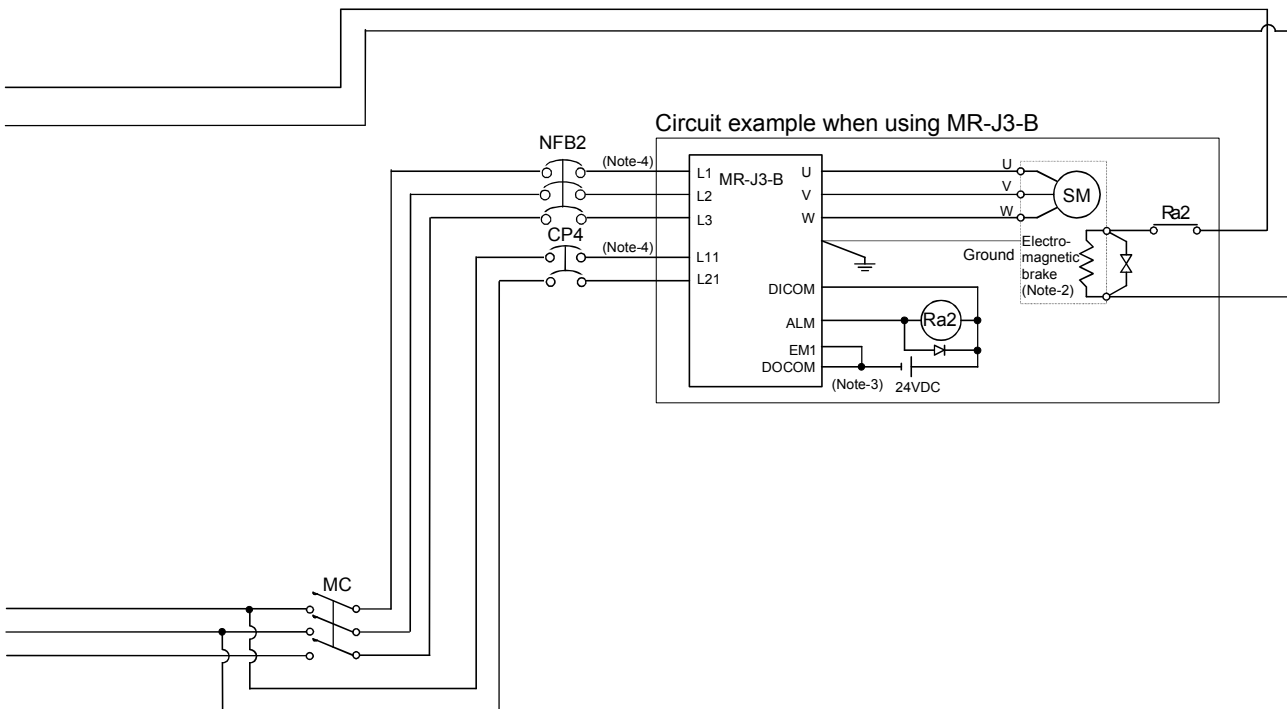 Circuit example when using MR-J3-B
NFB2
(Note-4)
L1
MR-J3-B
U
U
L2
V
V
SM
L3
W
W
Ra2
CP4
(Note-4)
L11
Ground
Electro-
magnetic
brake
(Note-2)
L21
DICOM
ALM
Ra2
EM1
DOCOM
(Note-3)
24VDC
MC